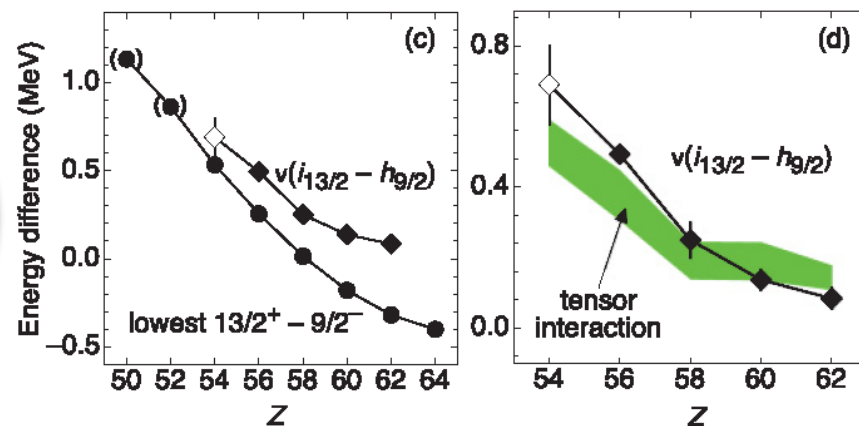 (c)
Energy difference (MeV)
1.0
0.5
0.0
−0.5
( )
( )
ν(i13/2 − h9/2)
lowest 13/2+ − 9/2−
50 52 54 56 58 60 62 64
Z
(d)
0.8
0.4
0.0
ν(i13/2 − h9/2)
tensor
interaction
54 56 58 60 62
Z